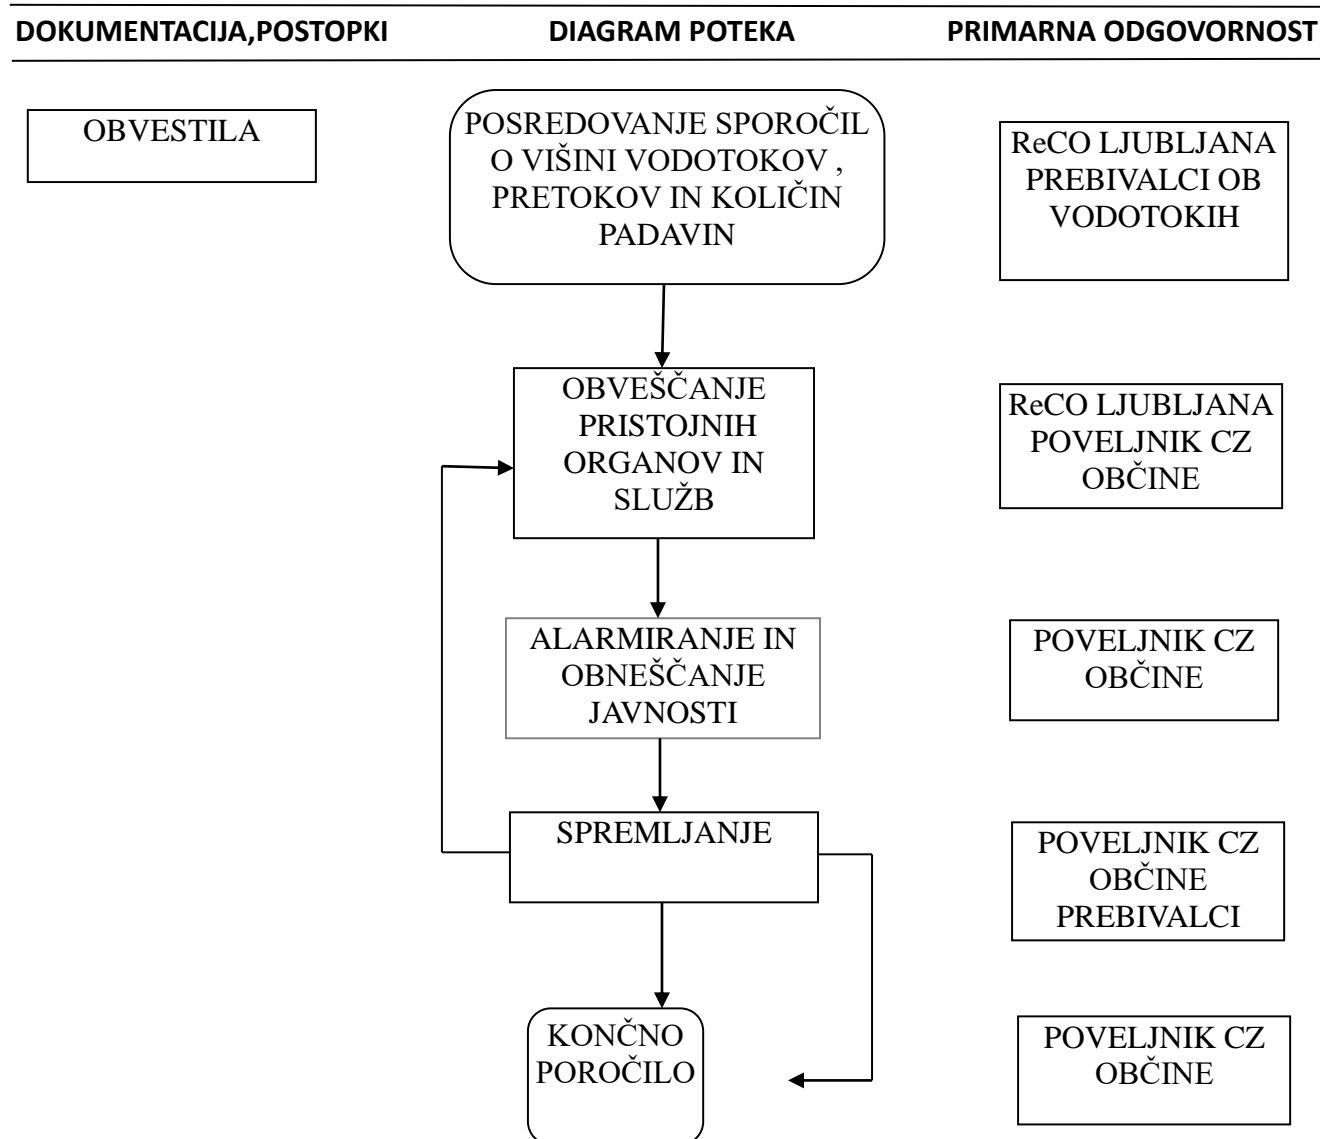 DOKUMENTACIJA,POSTOPKI
DIAGRAM POTEKA
PRIMARNA ODGOVORNOST
OBVESTILA
POSREDOVANJE SPOROČIL
O VIŠINI VODOTOKOV ,
PRETOKOV IN KOLIČIN
PADAVIN
ReCO LJUBLJANA
PREBIVALCI OB
VODOTOKIH
OBVEŠČANJE
PRISTOJNIH
ORGANOV IN
SLUŽB
ReCO LJUBLJANA
POVELJNIK CZ
OBČINE
ALARMIRANJE IN
OBNEŠČANJE
JAVNOSTI
POVELJNIK CZ
OBČINE
SPREMLJANJE
POVELJNIK CZ
OBČINE
PREBIVALCI
KONČNO
POROČILO
POVELJNIK CZ
OBČINE